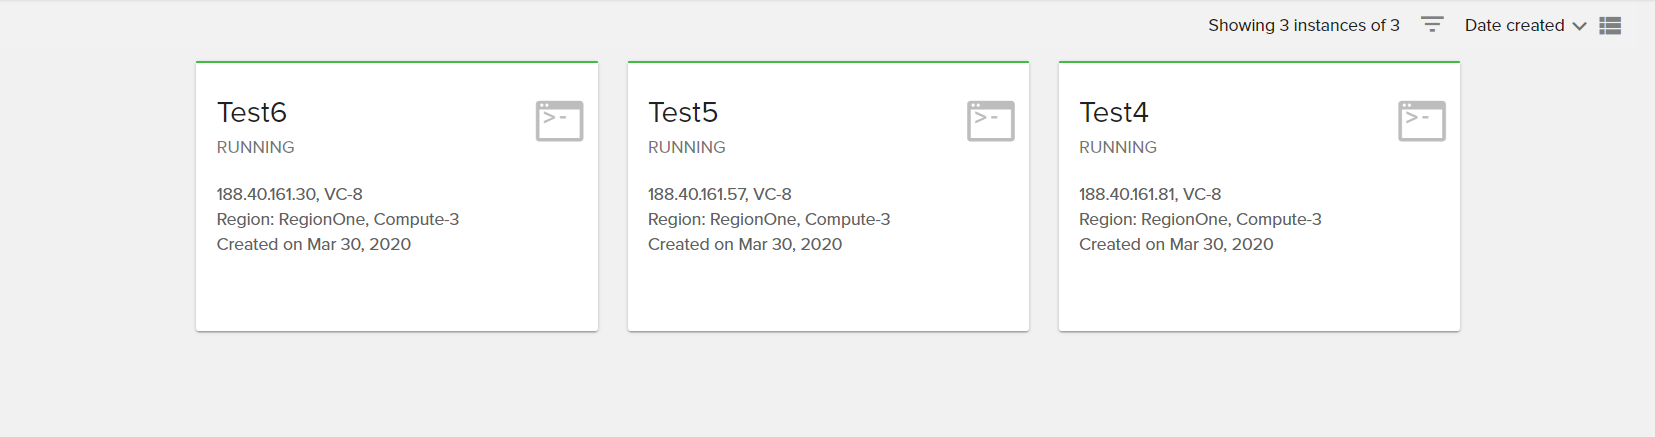 Showing 3 instances of 3
Date created
Test6
RUNNING
188.40.161.30, VC-8
Region: RegionOne, Compute-3
Created on Mar 30, 2020
Test5
RUNNING
188.40.161.57, VC-8
Region: RegionOne, Compute-3
Created on Mar 30, 2020
Test4
RUNNING
188.40.161.81, VC-8
Region: RegionOne, Compute-3
Created on Mar 30, 2020